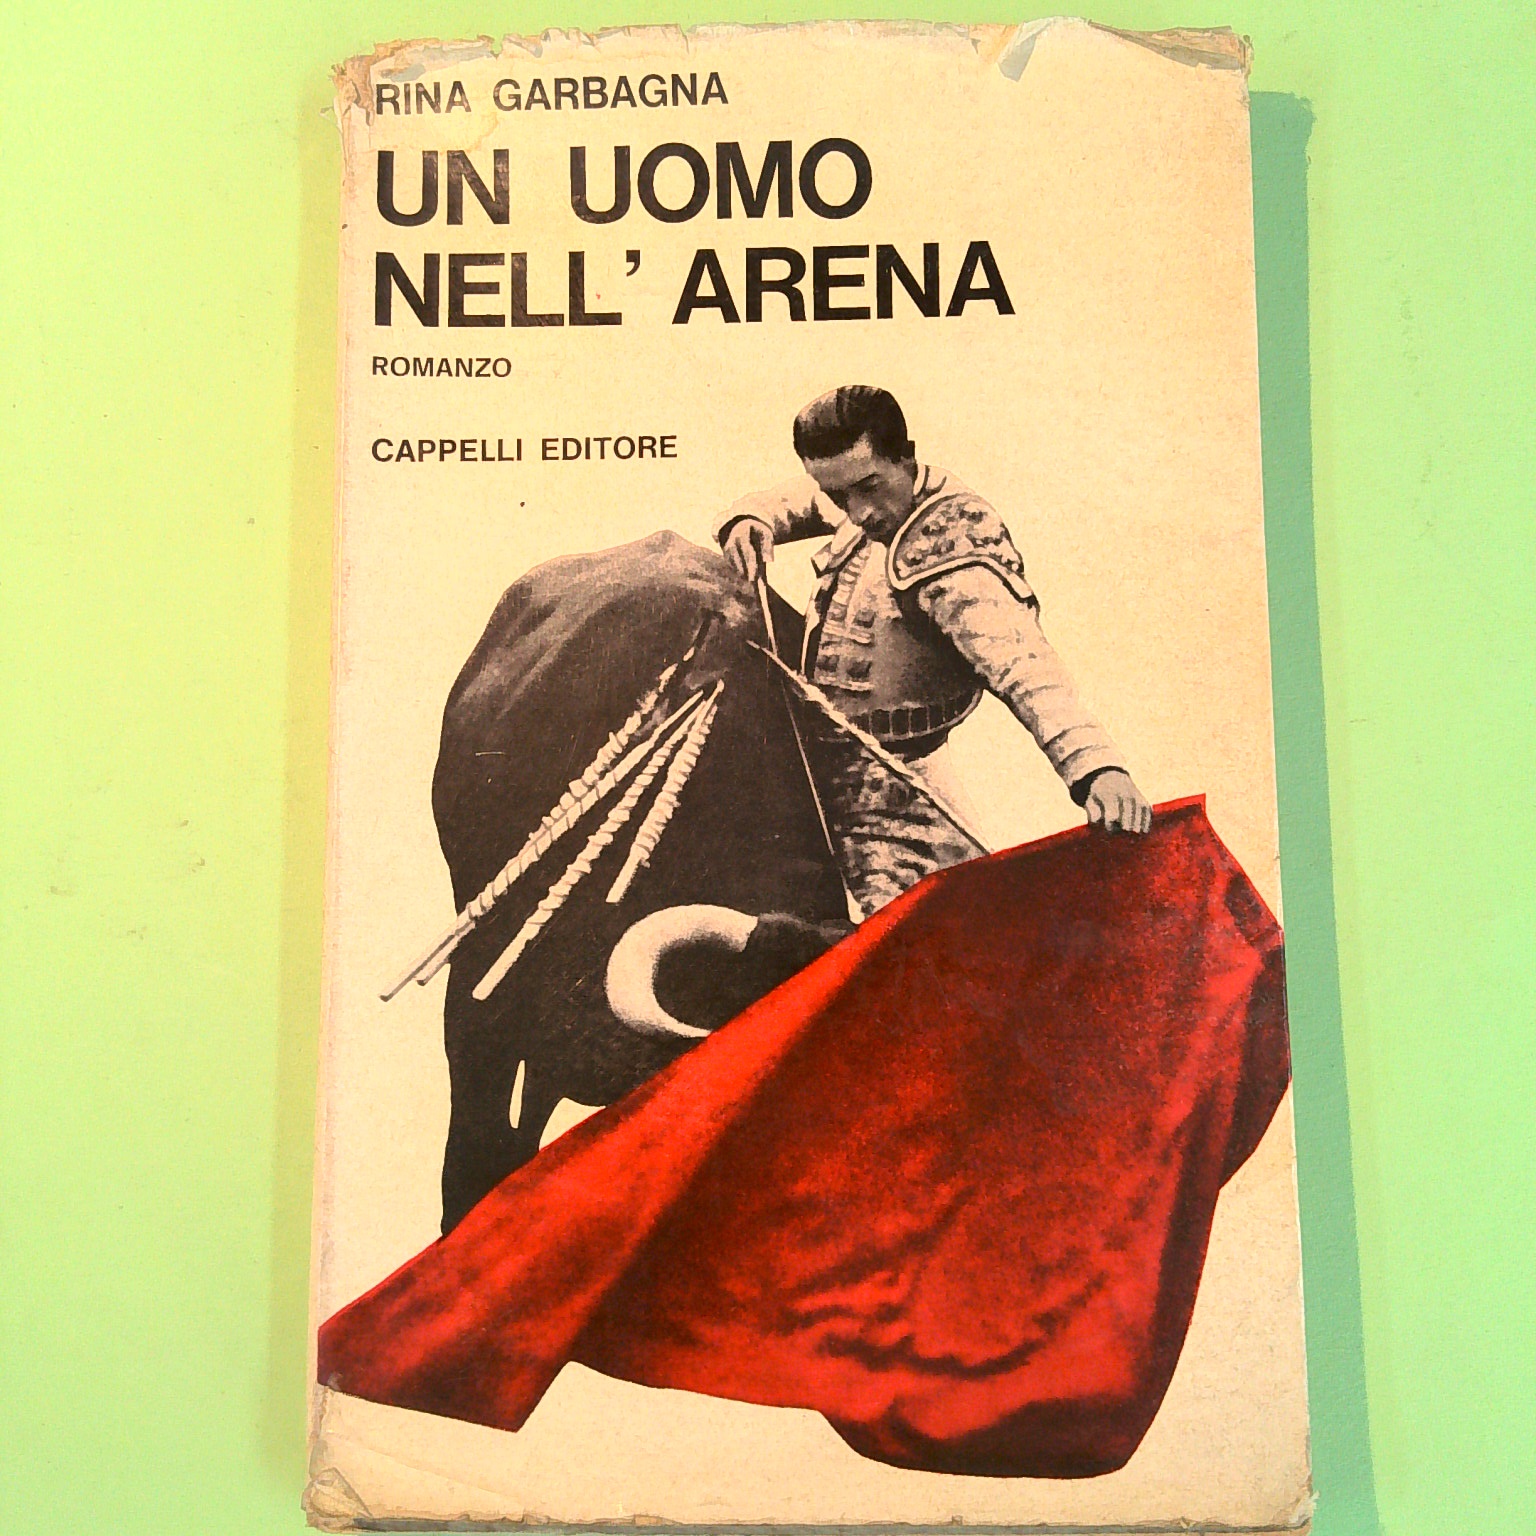 RINA GARBAGNA
UN UOMO
NELL' ARENA
ROMANZO
CAPPELLI EDITORE